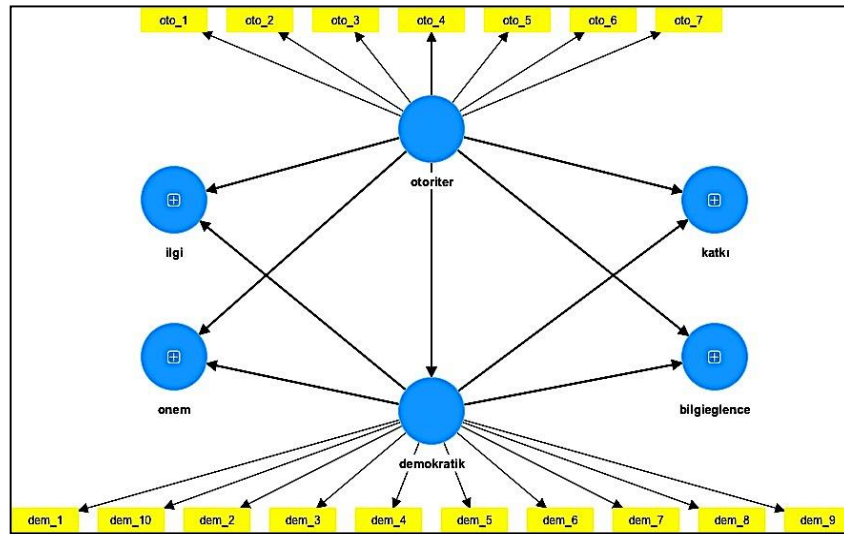 oto_1 oto_2 oto_3 oto_4 oto_5 oto_6 oto_7
otoriter
ilgi katkı
onem bilgieglence
demokratik
dem_1 dem_10 dem_2 dem_3 dem_4 dem_5 dem_6 dem_7 dem_8 dem_9